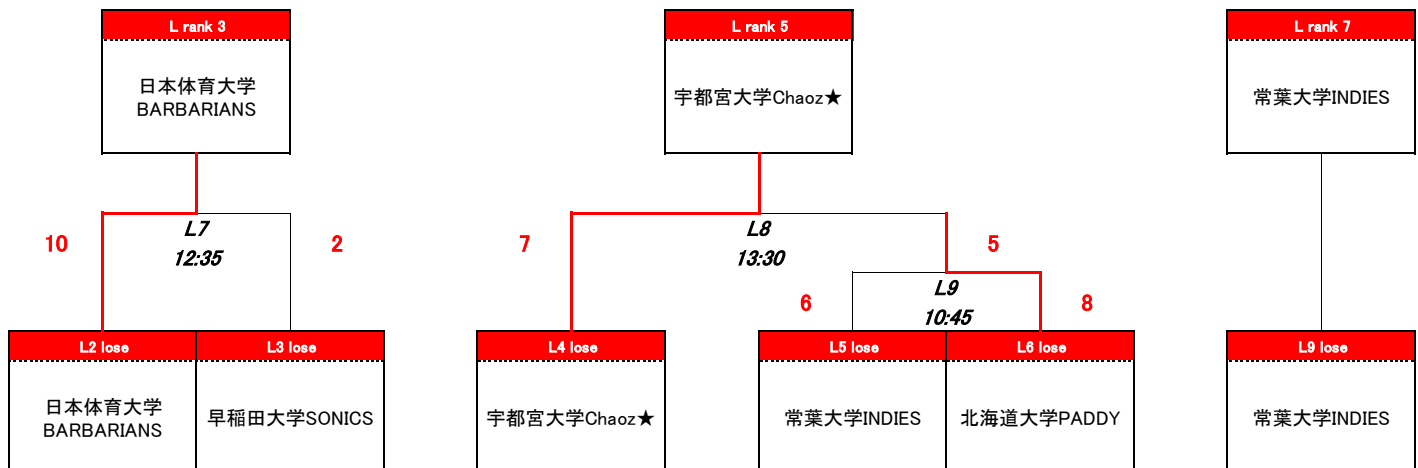 L rank 3
L rank 5
L rank 7
日本体育大学
BARBARIANS
宇都宮大学Chaoz★
常葉大学INDIES
10
L7
12:35
2
7
L8
13:30
5
6
L9
10:45
8
L2 lose
L3 lose
L4 lose
L5 lose
L6 lose
L9 lose
日本体育大学
BARBARIANS
早稲田大学SONICS
宇都宮大学Chaoz★
常葉大学INDIES
北海道大学PADDY
常葉大学INDIES